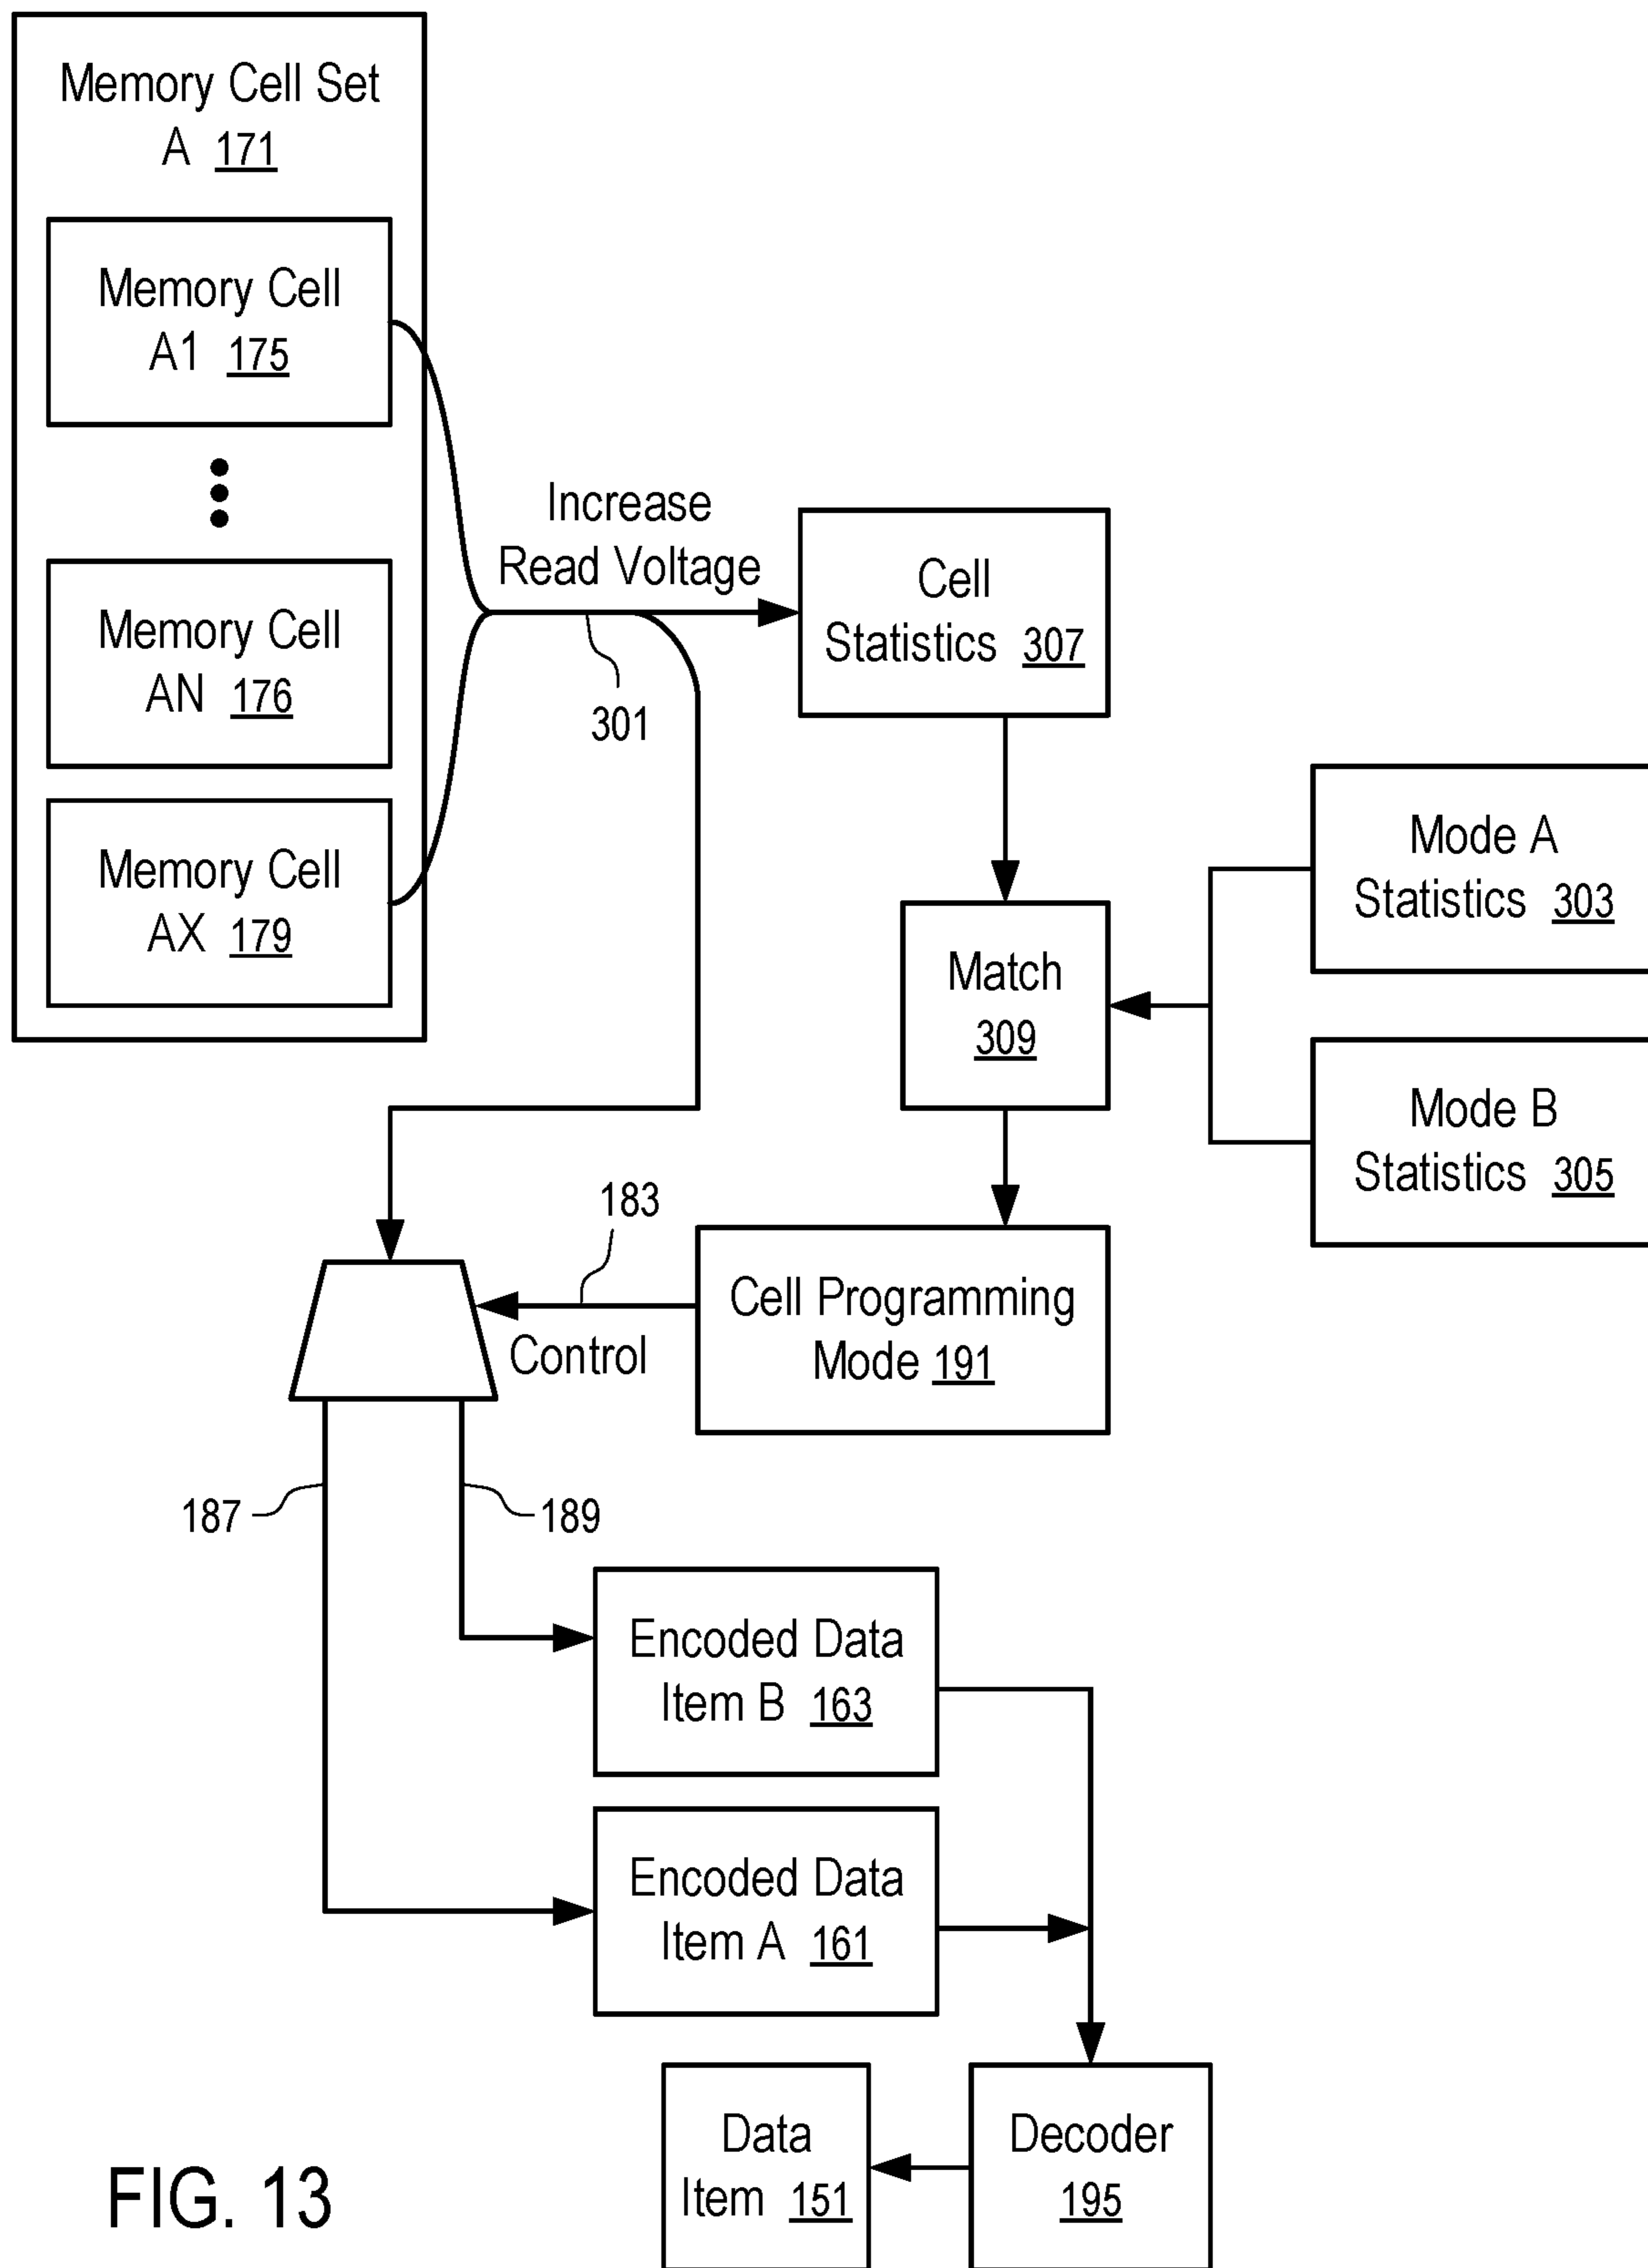 Memory Cell Set
A 171
Memory Cell
A1 175
Memory Cell
AN 176
Memory Cell
AX 179
Increase
Read Voltage
301
Cell
Statistics 307
Mode A
Statistics 303
Match
309
Mode B
Statistics 305
183
Control
Cell Programming
Mode 191
187
189
Encoded Data
Item B 163
Encoded Data
Item A 161
Data
Item 151
Decoder
195
FIG. 13